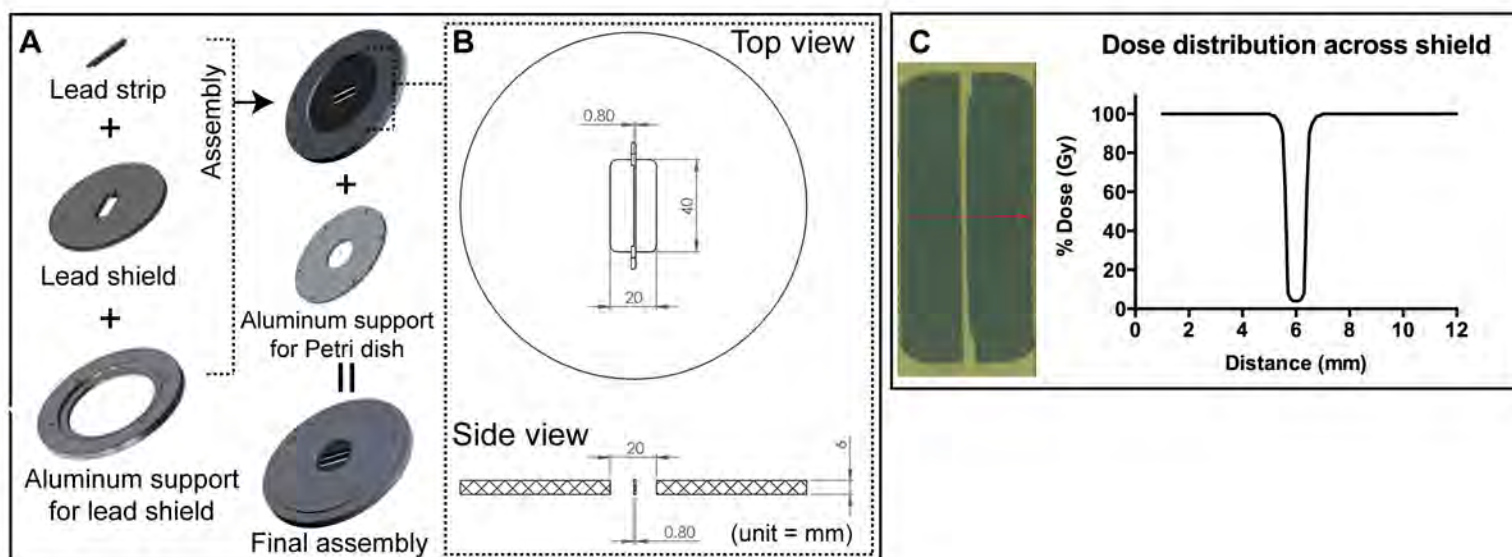 A
Lead strip
+
Lead shield
+
Aluminum support
for lead shield
Assembly
+
Aluminum support
for Petri dish
=
Final assembly
B
Top view
0.80
40
20
Side view
20
6
0.80
(unit = mm)
C
Dose distribution across shield
% Dose (Gy)
100
80
60
40
20
0
0 2 4 6 8 10 12
Distance (mm)